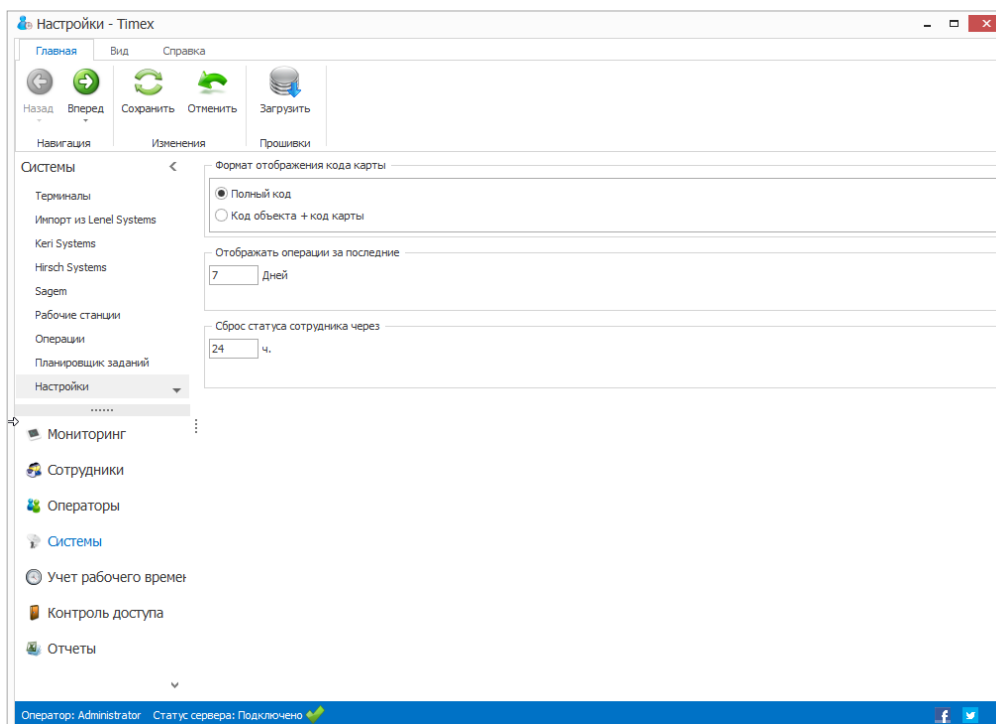 Настройки - Timex
Главная Вид Справка
Назад Вперед Сохранить Отменить Загрузить
Навигация Изменения Прошивки
Системы
Терминалы
Импорт из Lenel Systems
Keri Systems
Hirsch Systems
Sagem
Рабочие станции
Операции
Планировщик заданий
Настройки
Мониторинг
Сотрудники
Операторы
Системы
Учет рабочего времен
Контроль доступа
Отчеты
Формат отображения кода карты
Полный код
Код объекта + код карты
Отображать операции за последние
7 Дней
Сброс статуса сотрудника через
24 ч.
Оператор: Administrator Статус сервера: Подключено